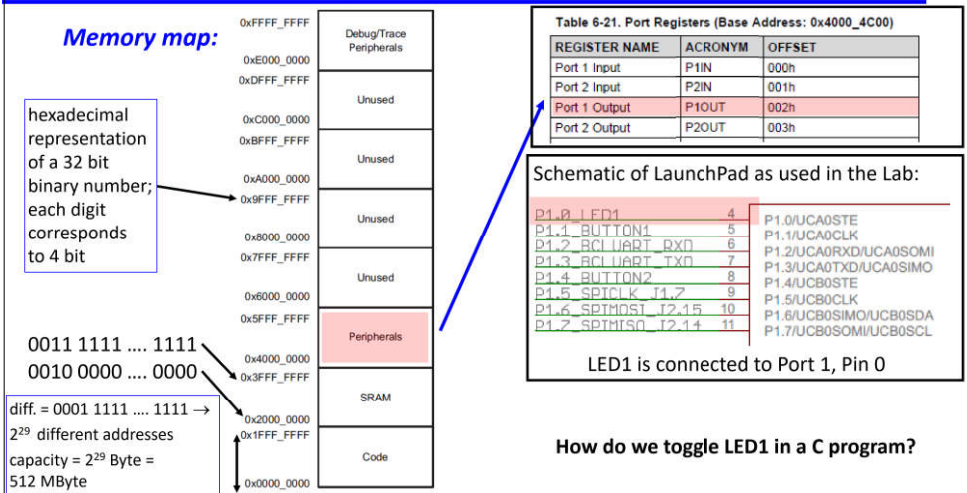 Memory map:
hexadecimal
representation
of a 32 bit
binary number;
each digit
corresponds
to 4 bit
0011 1111 .... 1111
0010 0000 .... 0000
diff. = 0001 1111 .... 1111 →
2²⁹ different addresses
capacity = 2²⁹ Byte =
512 MByte
0xFFFF_FFFF
Debug/Trace
Peripherals
0xE000_0000
0xDFFF_FFFF
Unused
0xC000_0000
0xBFFF_FFFF
Unused
0xA000_0000
0x9FFF_FFFF
Unused
0x8000_0000
0x7FFF_FFFF
Unused
0x6000_0000
0x5FFF_FFFF
Peripherals
0x4000_0000
0x3FFF_FFFF
SRAM
0x2000_0000
0x1FFF_FFFF
Code
0x0000_0000
Table 6-21. Port Registers (Base Address: 0x4000_4C00)
REGISTER NAME ACRONYM OFFSET
Port 1 Input P1IN 000h
Port 2 Input P2IN 001h
Port 1 Output P1OUT 002h
Port 2 Output P2OUT 003h
Schematic of LaunchPad as used in the Lab:
P1.0_LED1 4 P1.0/UCA0STE
P1.1_BUTTON1 5 P1.1/UCA0CLK
P1.2_BCLUART_RXD 6 P1.2/UCA0RXD/UCA0SOMI
P1.3_BCLUART_TXD 7 P1.3/UCA0TXD/UCA0SIMO
P1.4_BUTTON2 8 P1.4/UCB0STE
P1.5_SPICLK_J1.7 9 P1.5/UCB0CLK
P1.6_SPIMOSI_J2.15 10 P1.6/UCB0SIMO/UCB0SDA
P1.7_SPIMISO_J2.14 11 P1.7/UCB0SOMI/UCB0SCL
LED1 is connected to Port 1, Pin 0
How do we toggle LED1 in a C program?